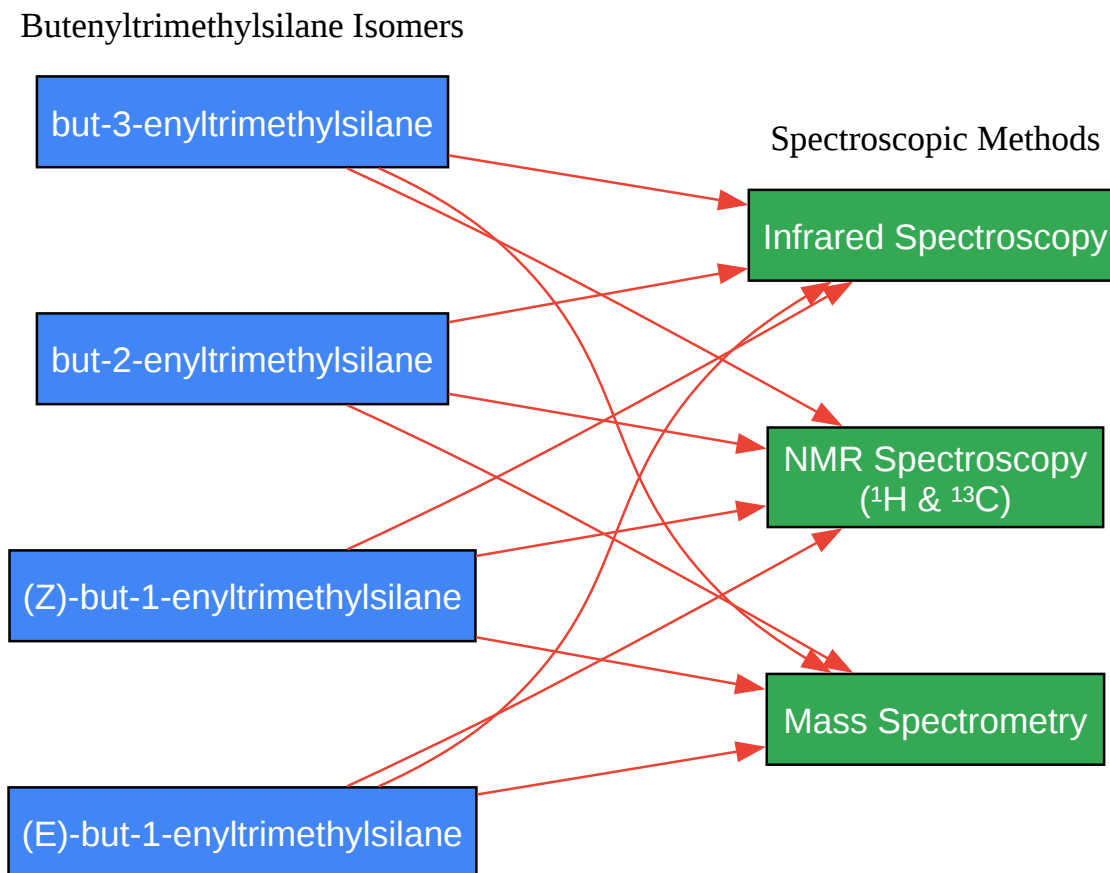 Butenyltrimethylsilane Isomers
but-3-enyltrimethylsilane
but-2-enyltrimethylsilane
(Z)-but-1-enyltrimethylsilane
(E)-but-1-enyltrimethylsilane
Spectroscopic Methods
Infrared Spectroscopy
NMR Spectroscopy
(¹H & ¹³C)
Mass Spectrometry